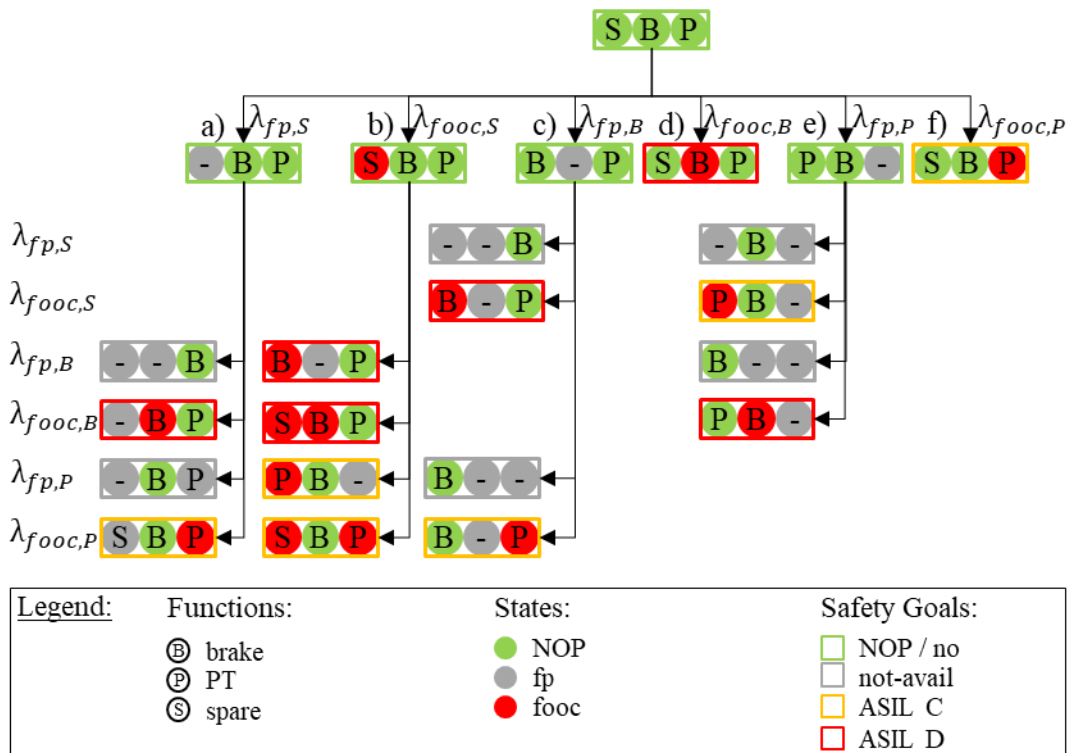 S B P
a) λfp,S b) λfooc,S c) λfp,B d) λfooc,B e) λfp,P f) λfooc,P
- B P S B P B - P S B P P B - S B P
λfp,S - - B - B -
λfooc,S B - P P B -
λfp,B - - B B - P B - -
λfooc,B - B P S B P P B -
λfp,P - B P P B - B - -
λfooc,P S B P S B P B - P
Legend: Functions: States: Safety Goals:
B brake NOP NOP / no
P PT fp not-avail
S spare fooc ASIL C
ASIL D